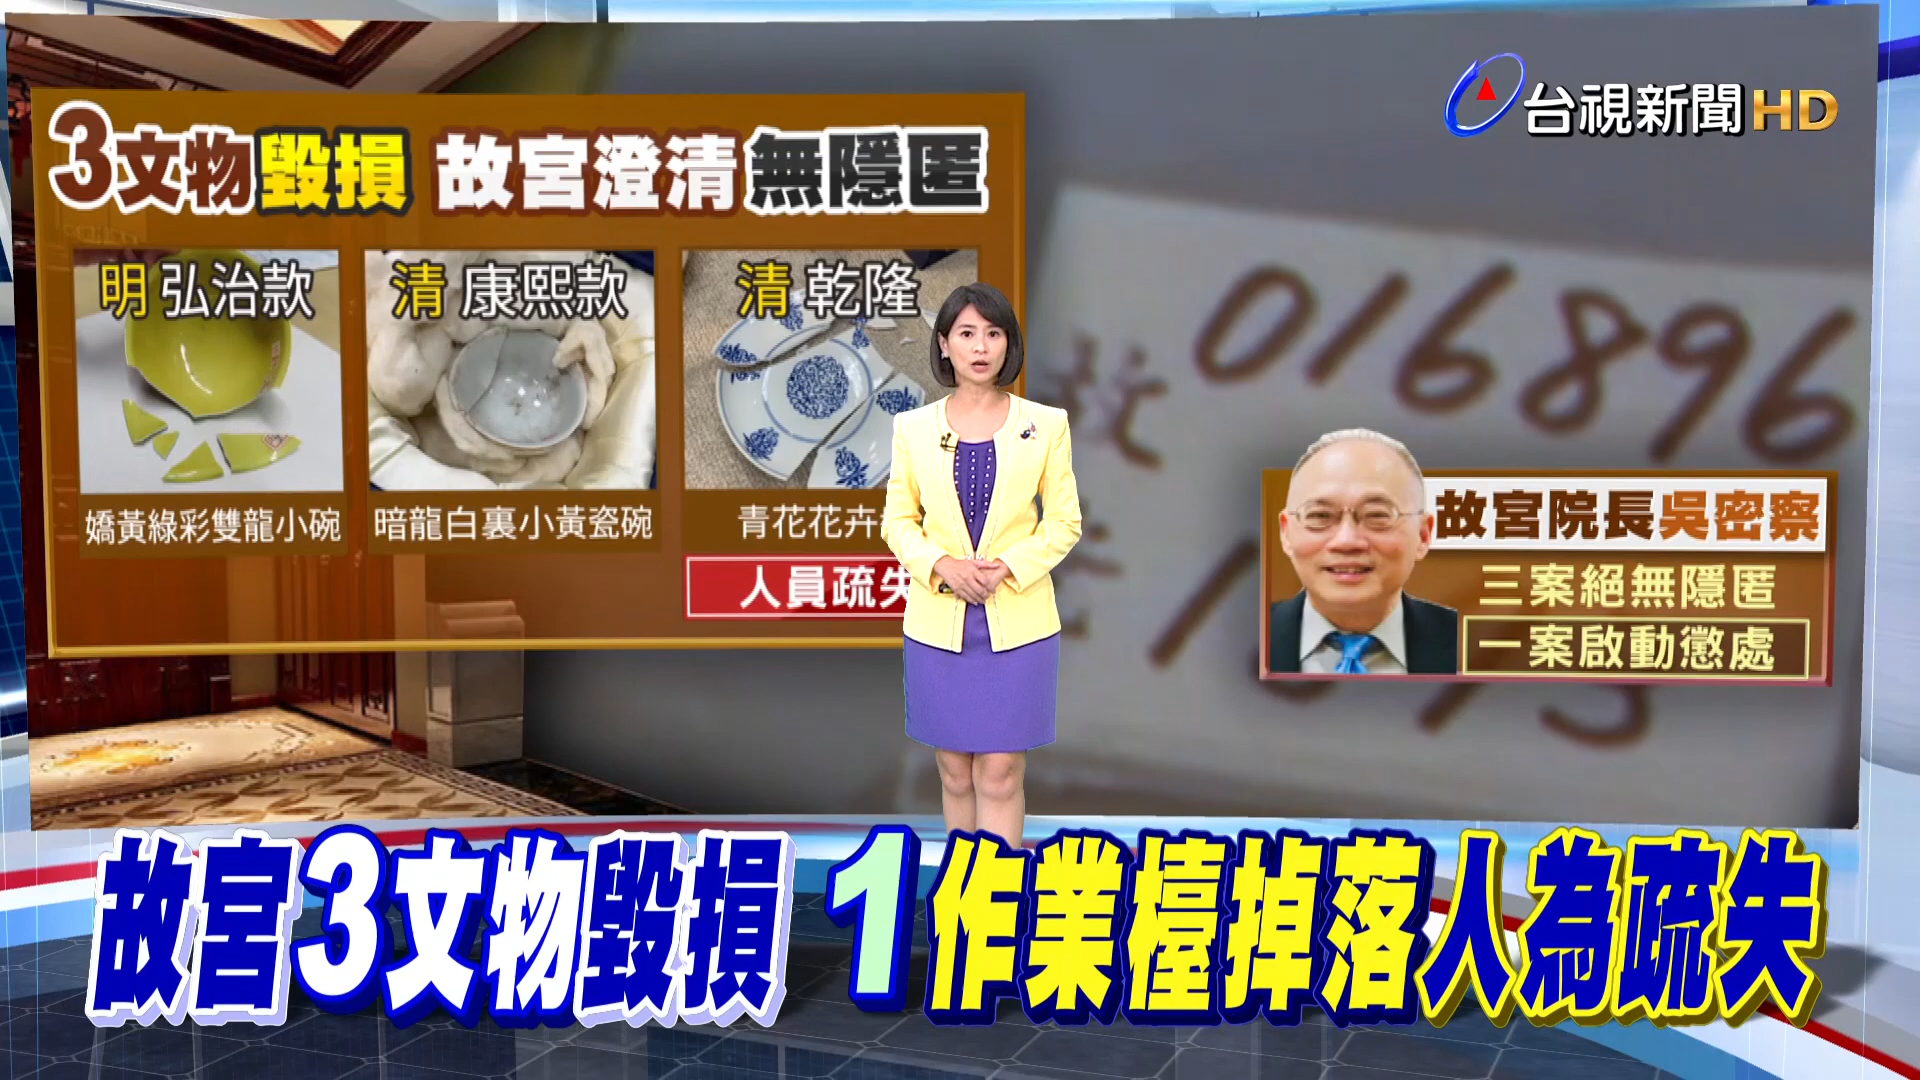 台視新聞HD
3文物毀損 故宮澄清無隱匿
明 弘治款
清 康熙款
清 乾隆
嬌黃綠彩雙龍小碗
暗龍白裏小黃瓷碗
青花花卉
人員疏失
故 016896
故宮院長吳密察
三案絕無隱匿
一案啟動懲處
故宮3文物毀損 1作業檯掉落人為疏失